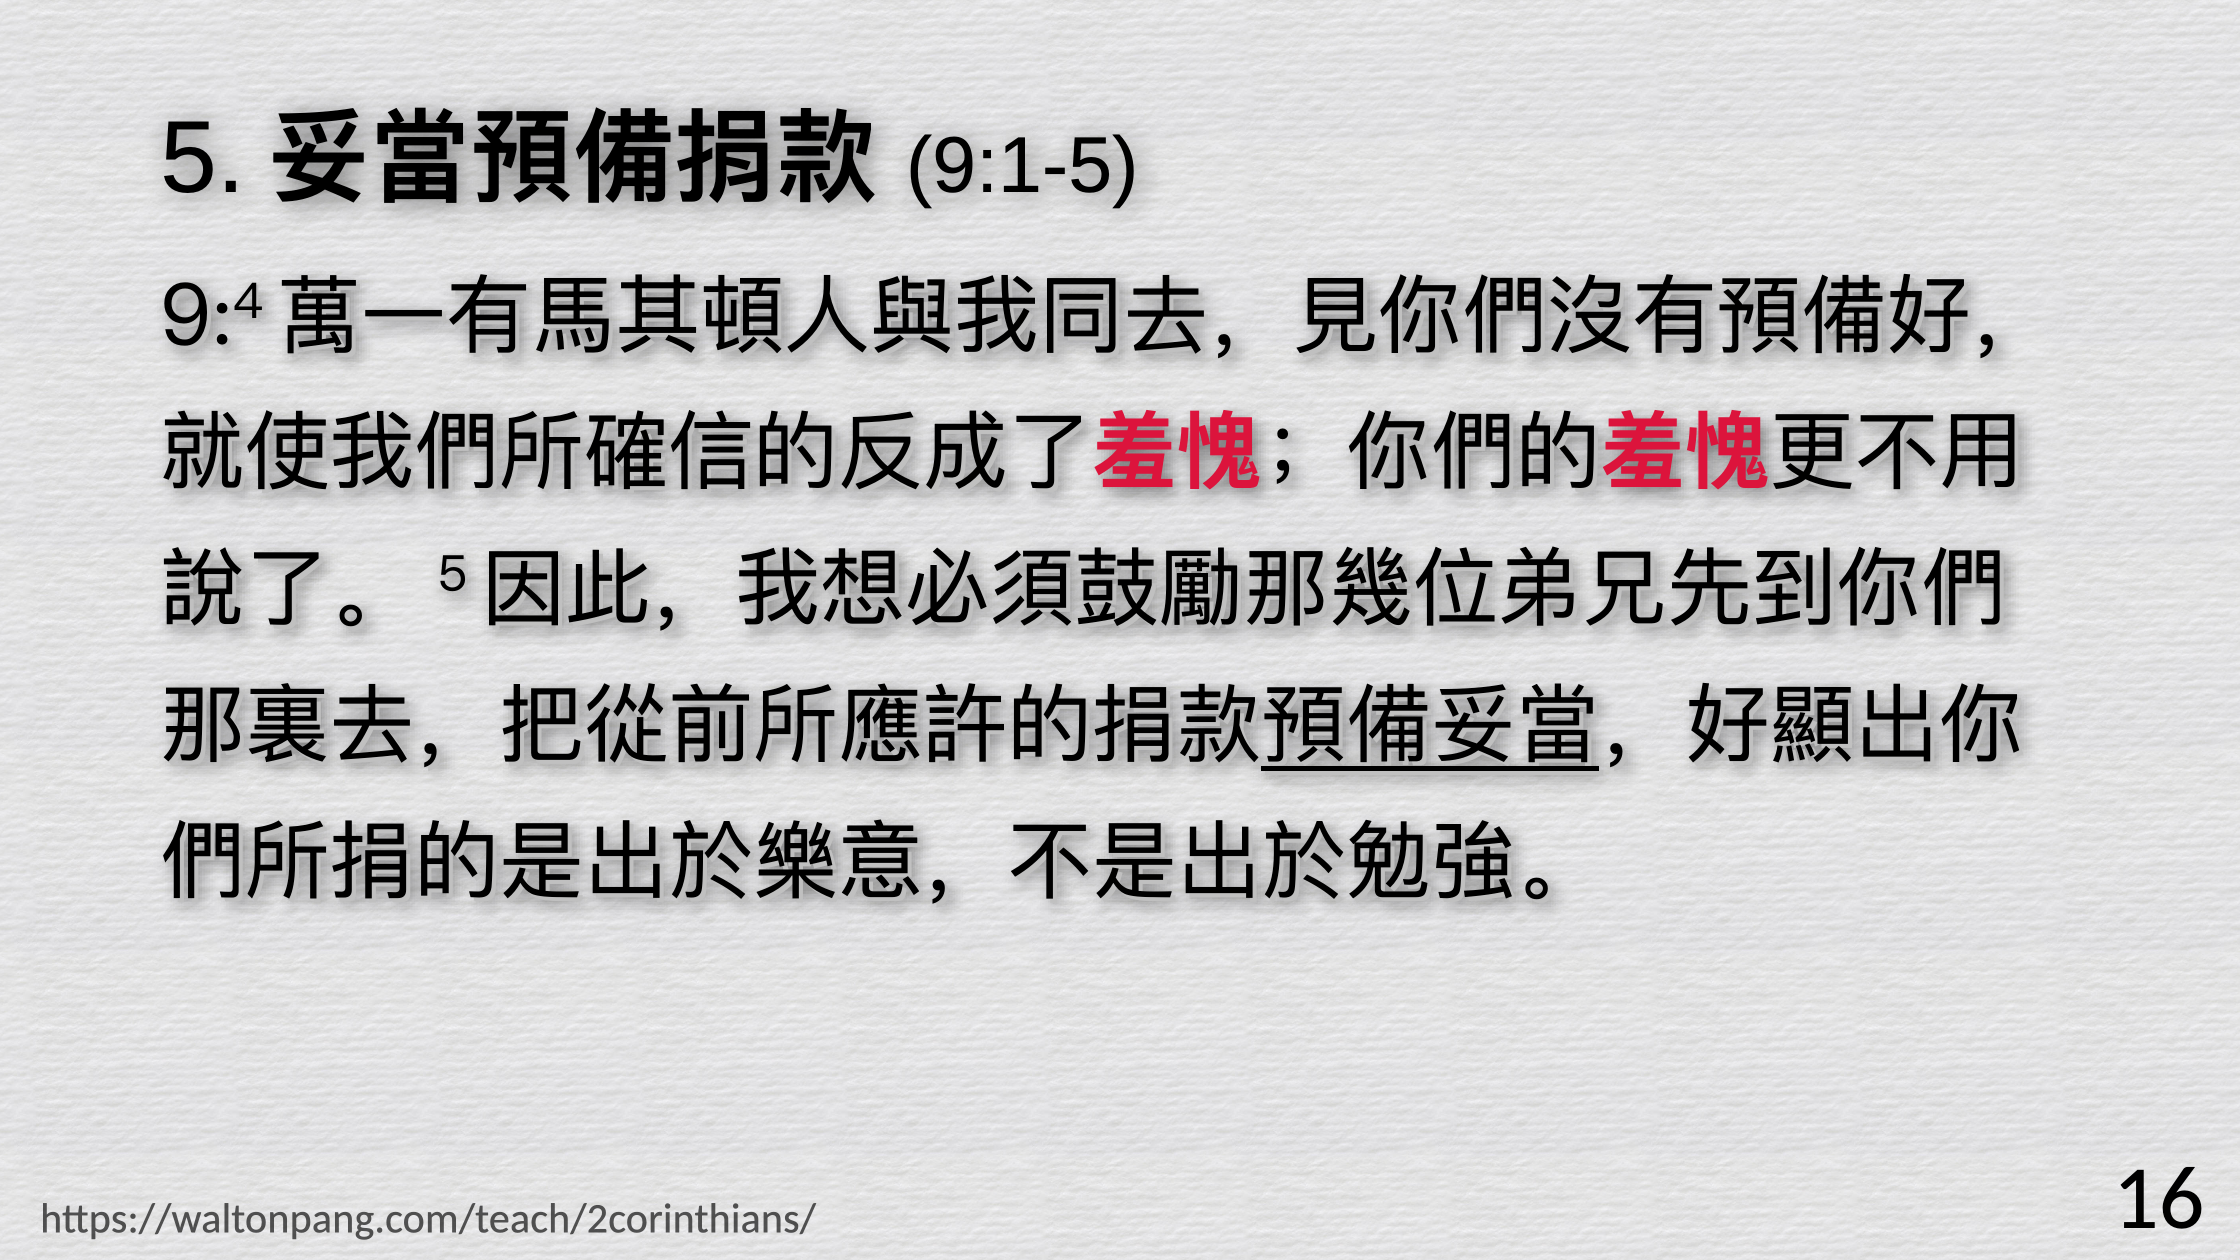 5. 妥當預備捐款 (9:1-5)
9:4 萬一有馬其頓人與我同去，見你們沒有預備好，
就使我們所確信的反成了羞愧；你們的羞愧更不用
說了。 5 因此，我想必須鼓勵那幾位弟兄先到你們
那裏去，把從前所應許的捐款預備妥當，好顯出你
們所捐的是出於樂意，不是出於勉強。
https://waltonpang.com/teach/2corinthians/
16